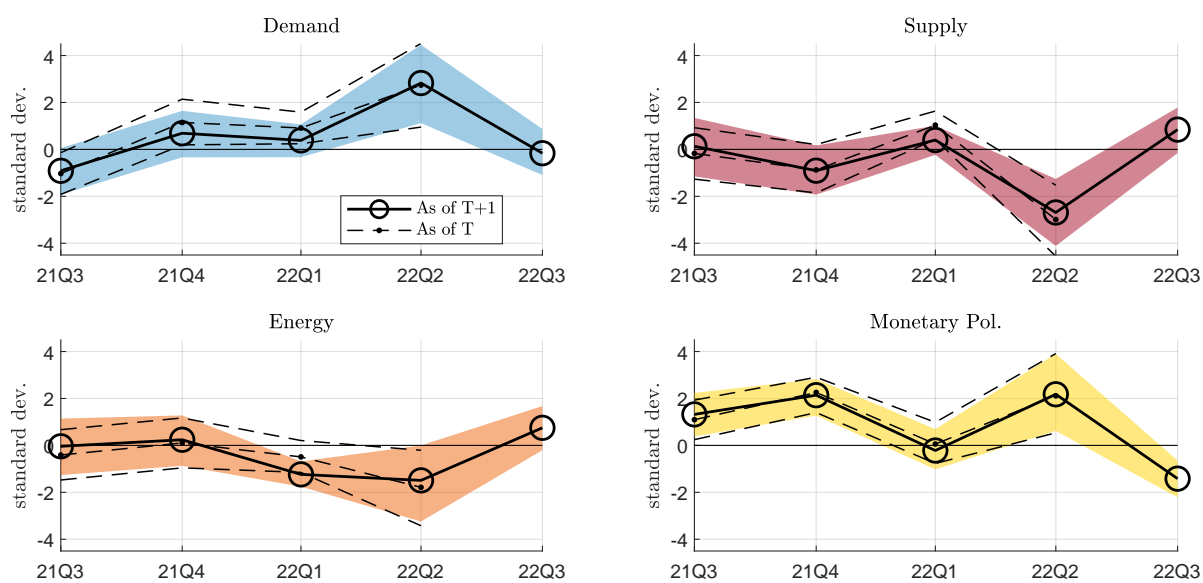 Demand
standard dev.
4
2
0
-2
-4
As of T+1
As of T
21Q3 21Q4 22Q1 22Q2 22Q3
Supply
standard dev.
4
2
0
-2
-4
21Q3 21Q4 22Q1 22Q2 22Q3
Energy
standard dev.
4
2
0
-2
-4
21Q3 21Q4 22Q1 22Q2 22Q3
Monetary Pol.
standard dev.
4
2
0
-2
-4
21Q3 21Q4 22Q1 22Q2 22Q3